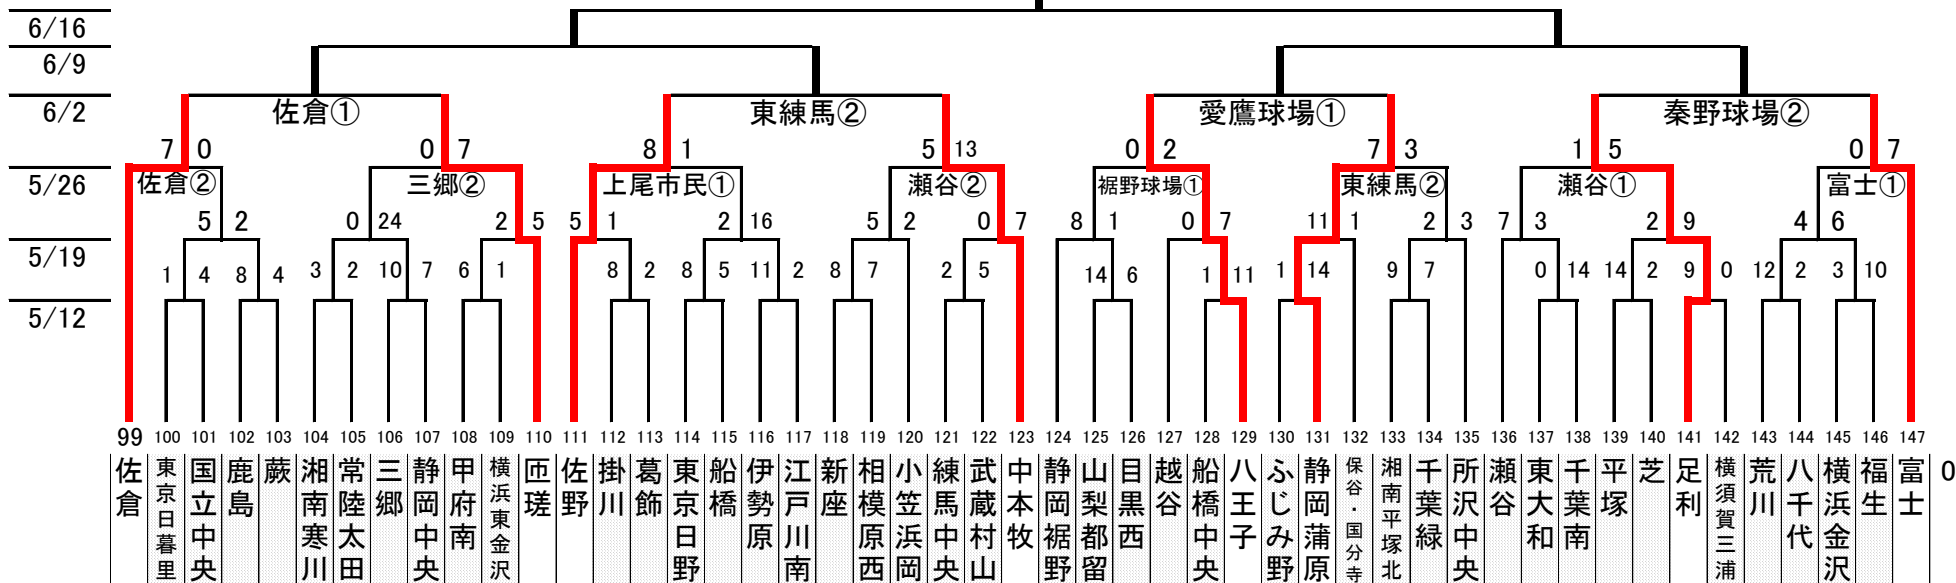 6/16
6/9
6/2
佐倉① 東練馬② 愛鷹球場① 秦野球場②
7 0 0 7 8 1 5 13 0 2 7 3 1 5 0 7
5/26
佐倉② 三郷② 上尾市民① 瀬谷② 裾野球場① 東練馬② 瀬谷① 富士①
5 2 0 24 2 5 5 1 2 16 5 2 0 7 8 1 0 7 11 1 2 3 7 3 2 9 4 6
5/19
1 4 8 4 3 2 10 7 6 1 8 2 8 5 11 2 8 7 2 5 14 6 1 11 1 14 9 7 0 14 14 2 9 0 12 2 3 10
5/12
99 100 101 102 103 104 105 106 107 108 109 110 111 112 113 114 115 116 117 118 119 120 121 122 123 124 125 126 127 128 129 130 131 132 133 134 135 136 137 138 139 140 141 142 143 144 145 146 147
佐倉
東京日暮里
国立中央
鹿島
蕨
湘南寒川
常陸太田
三郷
静岡中央
甲府南
横浜東金沢
匝瑳
佐野
掛川
葛飾
東京日野
船橋
伊勢原
江戸川南
新座
相模原西
小笠浜岡
練馬中央
武蔵村山
中本牧
静岡裾野
山梨都留
目黒西
越谷
船橋中央
八王子
ふじみ野
静岡蒲原
保谷・国分寺
湘南平塚北
千葉緑
所沢中央
瀬谷
東大和
千葉南
平塚
芝
足利
横須賀三浦
荒川
八千代
横浜金沢
福生
富士
0